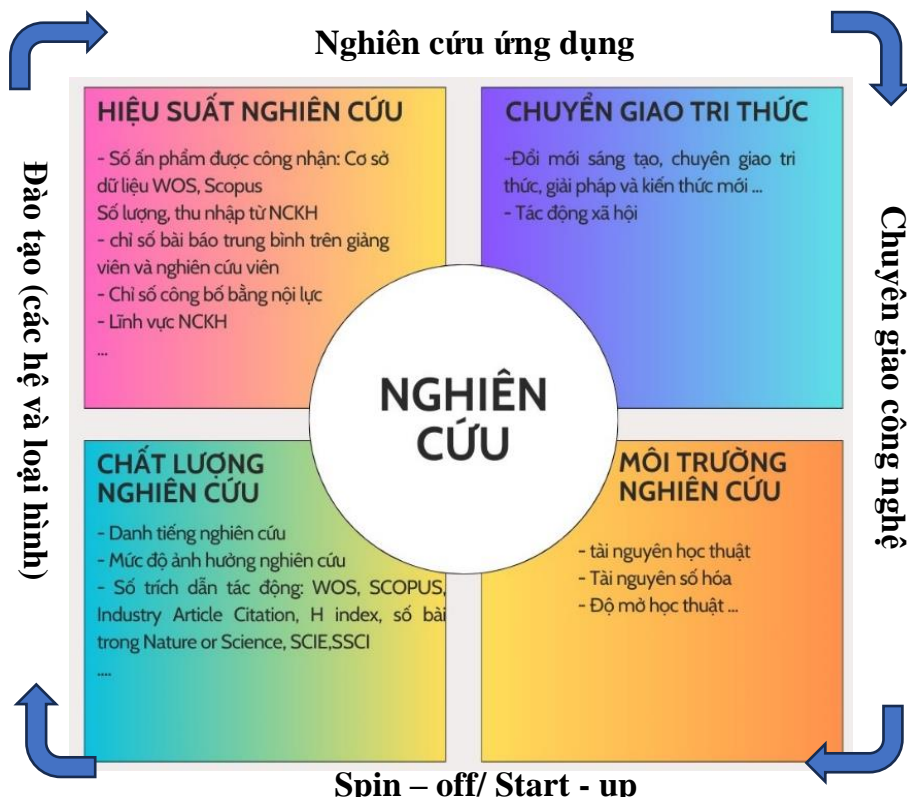 Nghiên cứu ứng dụng
HIỆU SUẤT NGHIÊN CỨU
- Số ấn phẩm được công nhận: Cơ sở
dữ liệu WOS, Scopus
Số lượng, thu nhập từ NCKH
- chỉ số bài báo trung bình trên giảng
viên và nghiên cứu viên
- Chỉ số công bố bằng nội lực
- Lĩnh vực NCKH
...
CHUYỂN GIAO TRI THỨC
-Đổi mới sáng tạo, chuyên giao tri
thức, giải pháp và kiến thức mới ...
- Tác động xã hội
Đào tạo (các hệ và loại hình)
NGHIÊN
CỨU
Chuyên giao công nghệ
CHẤT LƯỢNG
NGHIÊN CỨU
- Danh tiếng nghiên cứu
- Mức độ ảnh hưởng nghiên cứu
- Số trích dẫn tác động: WOS, SCOPUS,
Industry Article Citation, H index, số bài
trong Nature or Science, SCIE,SSCI
....
MÔI TRƯỜNG
NGHIÊN CỨU
- tài nguyên học thuật
- Tài nguyên số hóa
- Độ mở học thuật ...
Spin – off/ Start - up